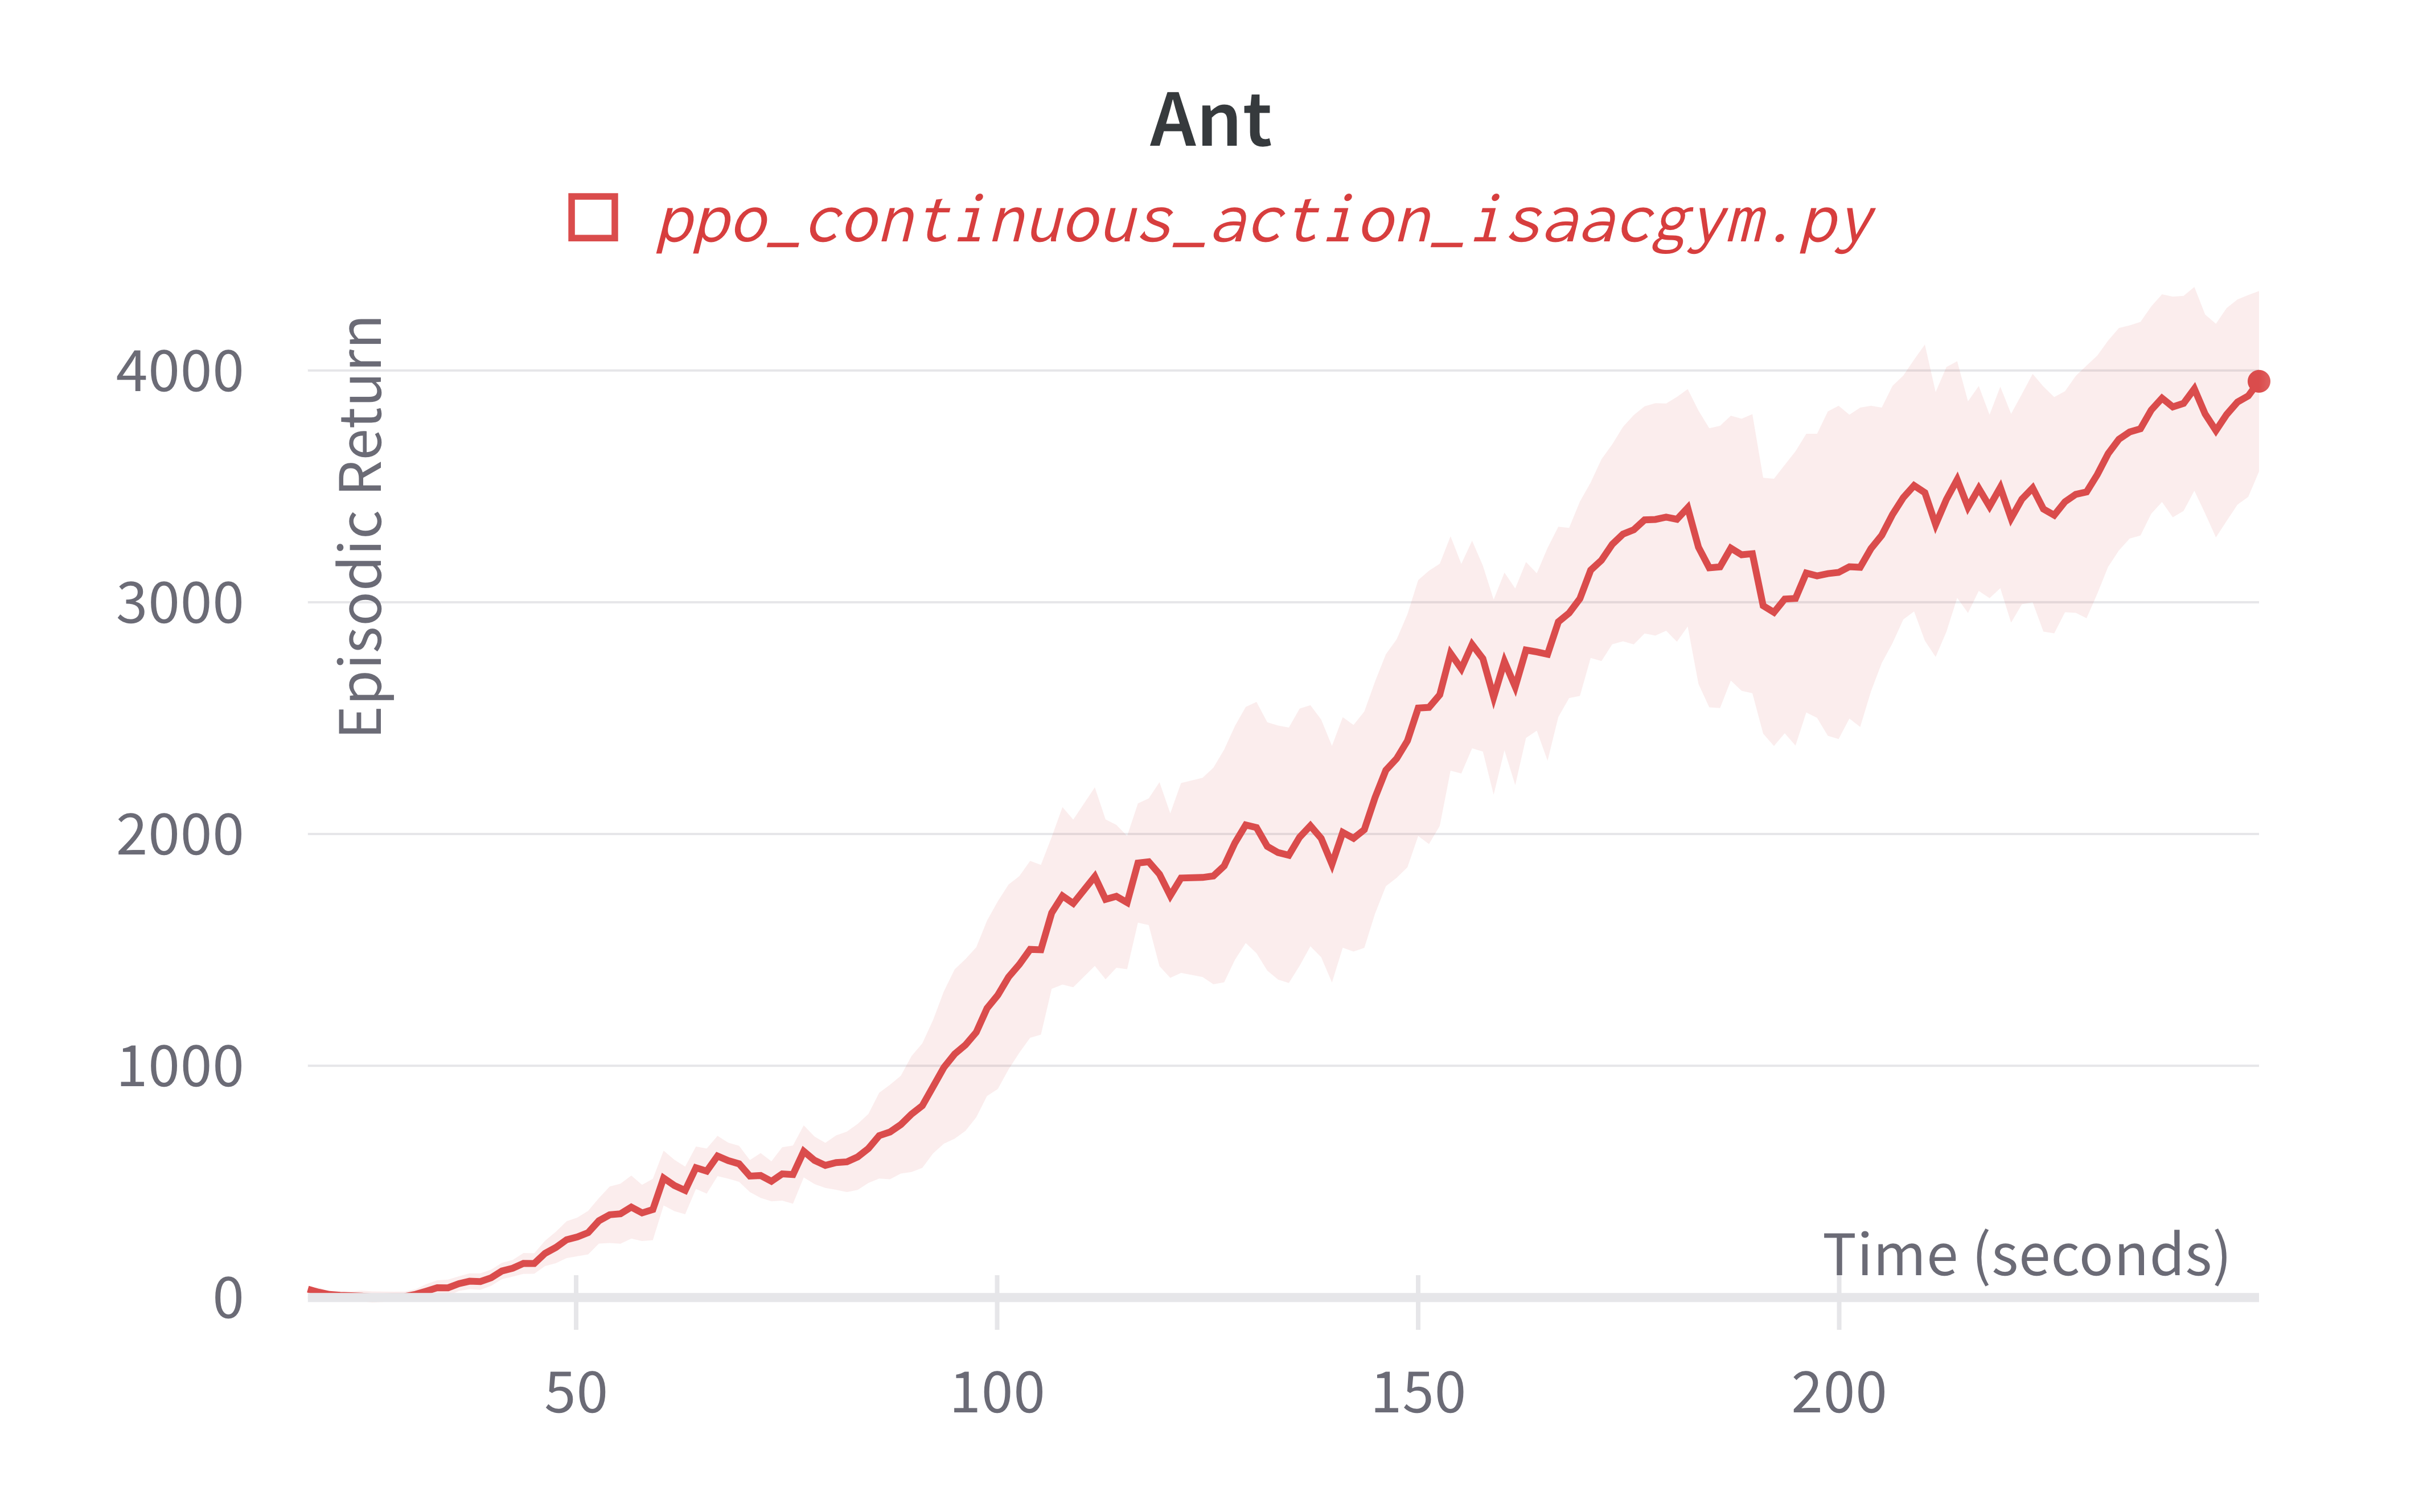 Ant
ppo_continuous_action_isaacgym.py
Episodic Return
4000
3000
2000
1000
0
Time (seconds)
50
100
150
200